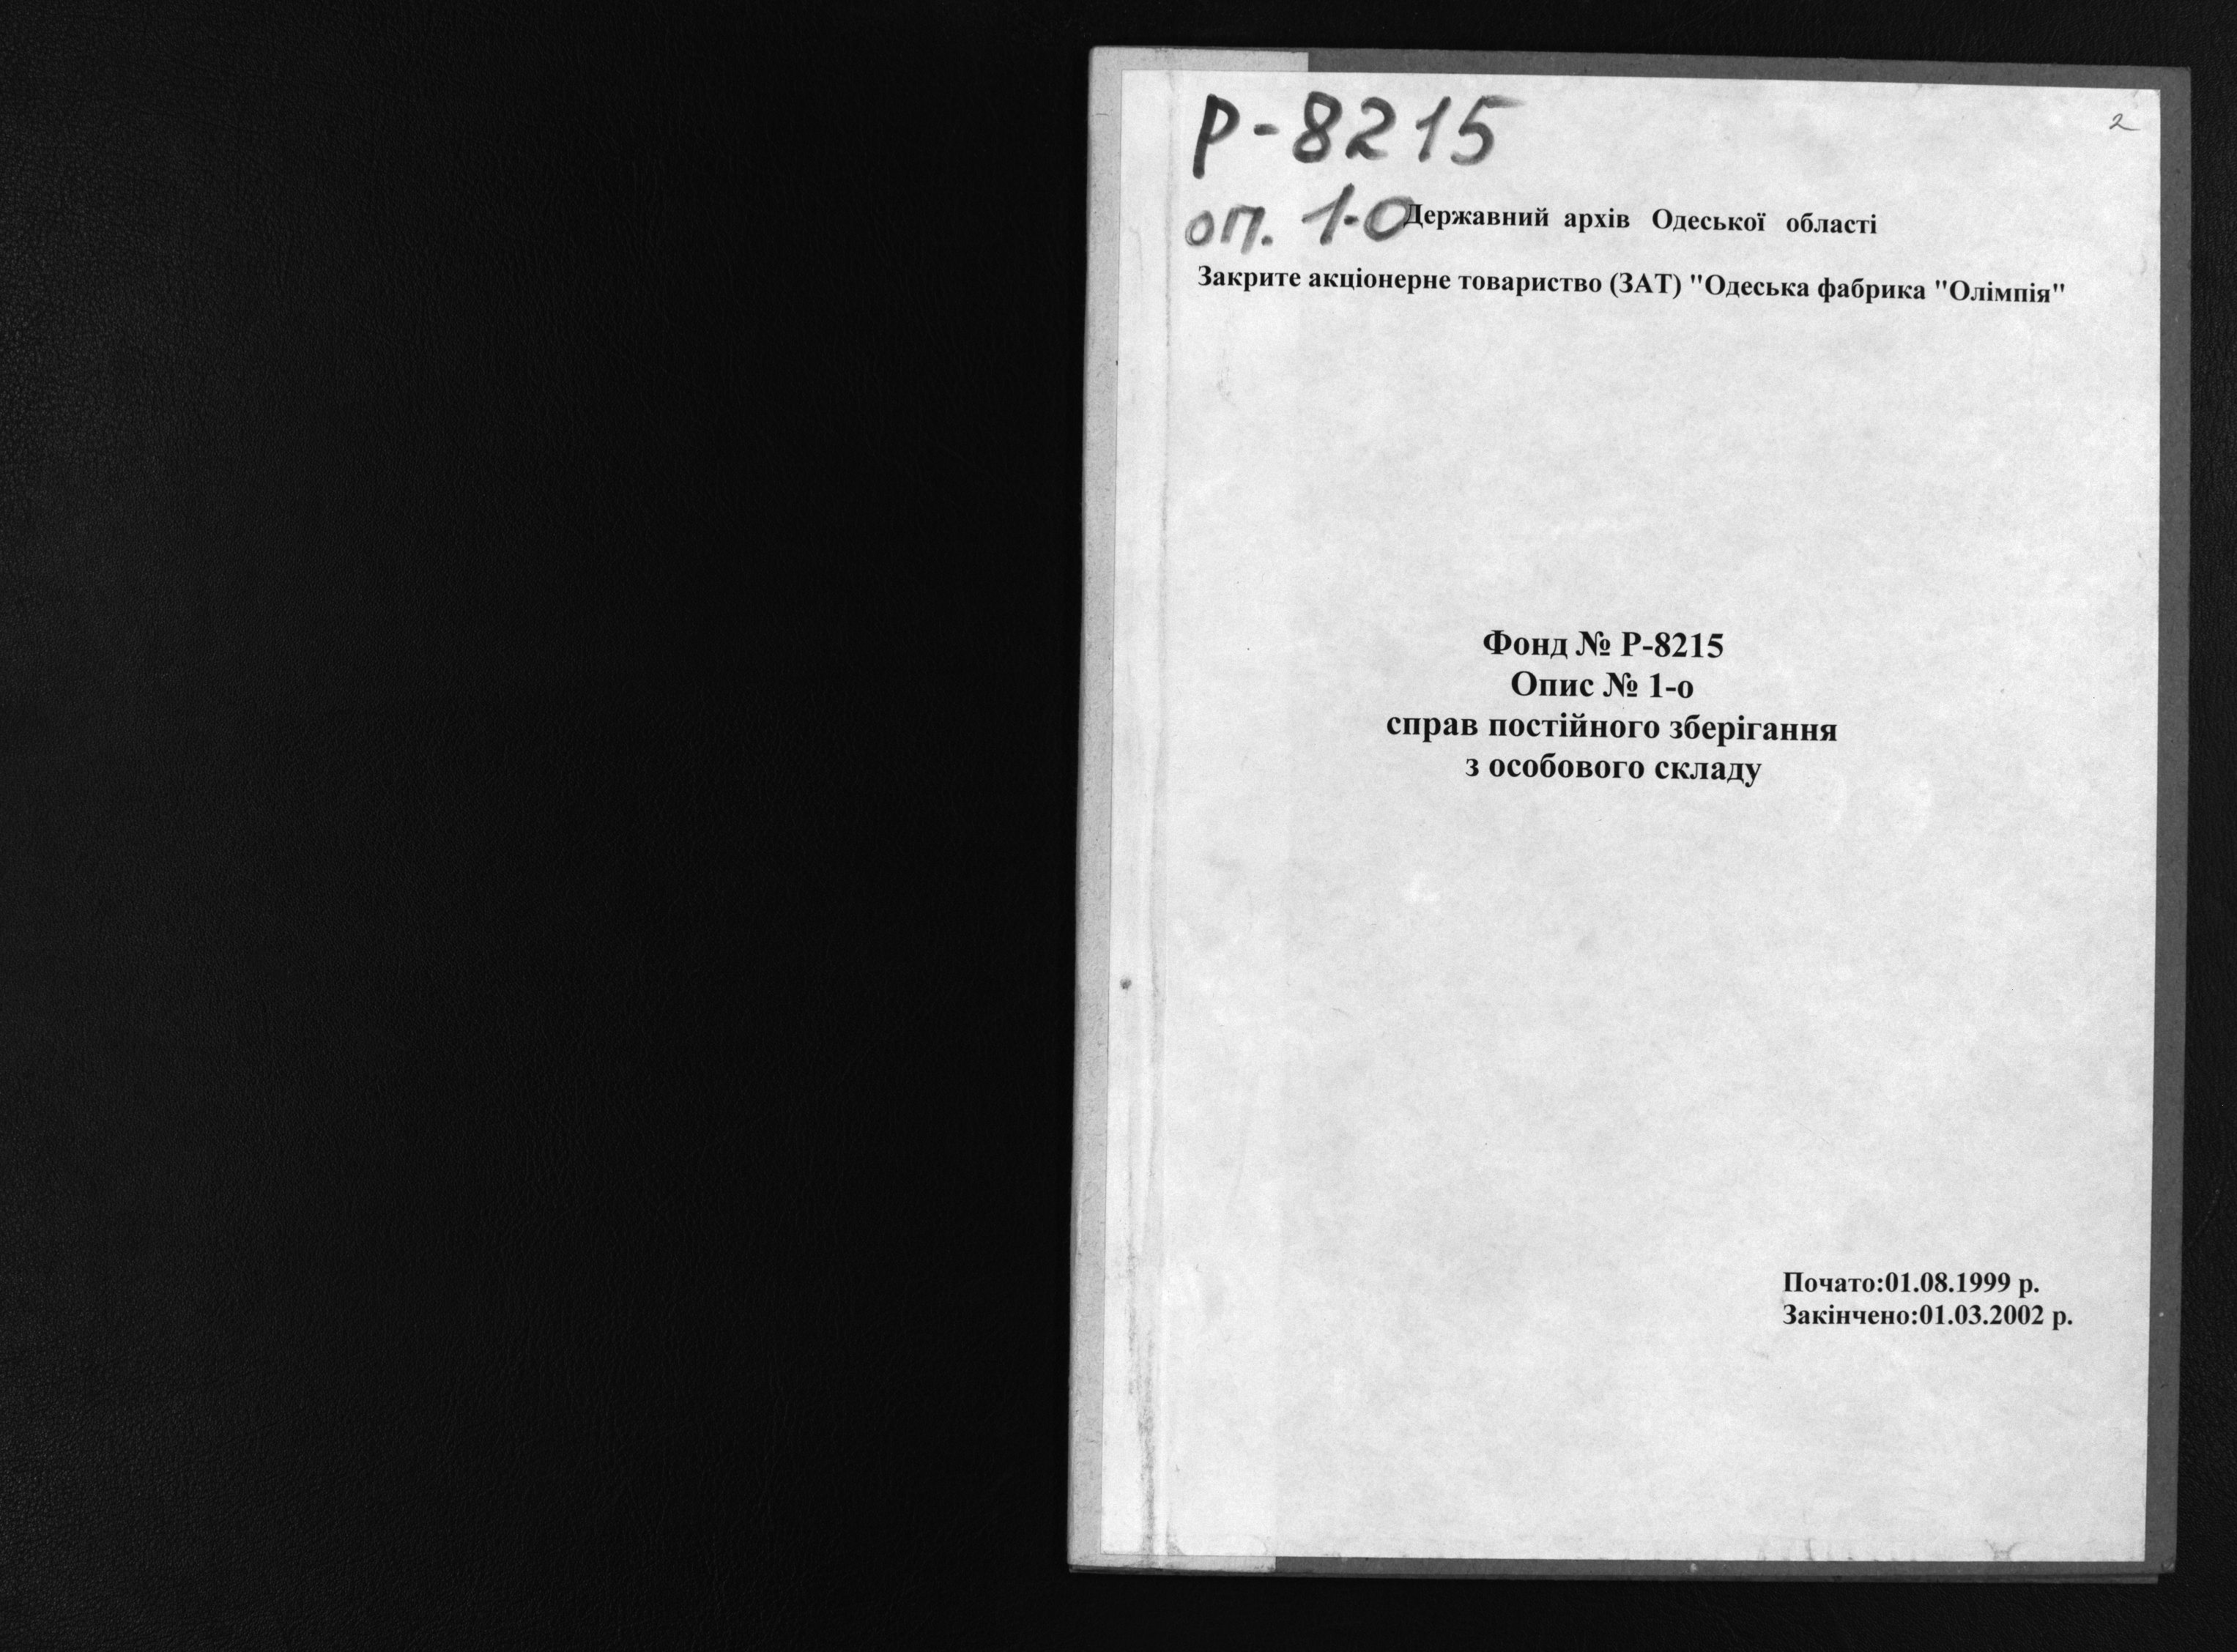 Р-8215
2
оп. 1-О
Державний архів Одеської області
Закрите акціонерне товариство (ЗАТ) "Одеська фабрика "Олімпія"
Фонд № Р-8215
Опис № 1-о
справ постійного зберігання
з особового складу
Почато:01.08.1999 р.
Закінчено:01.03.2002 р.